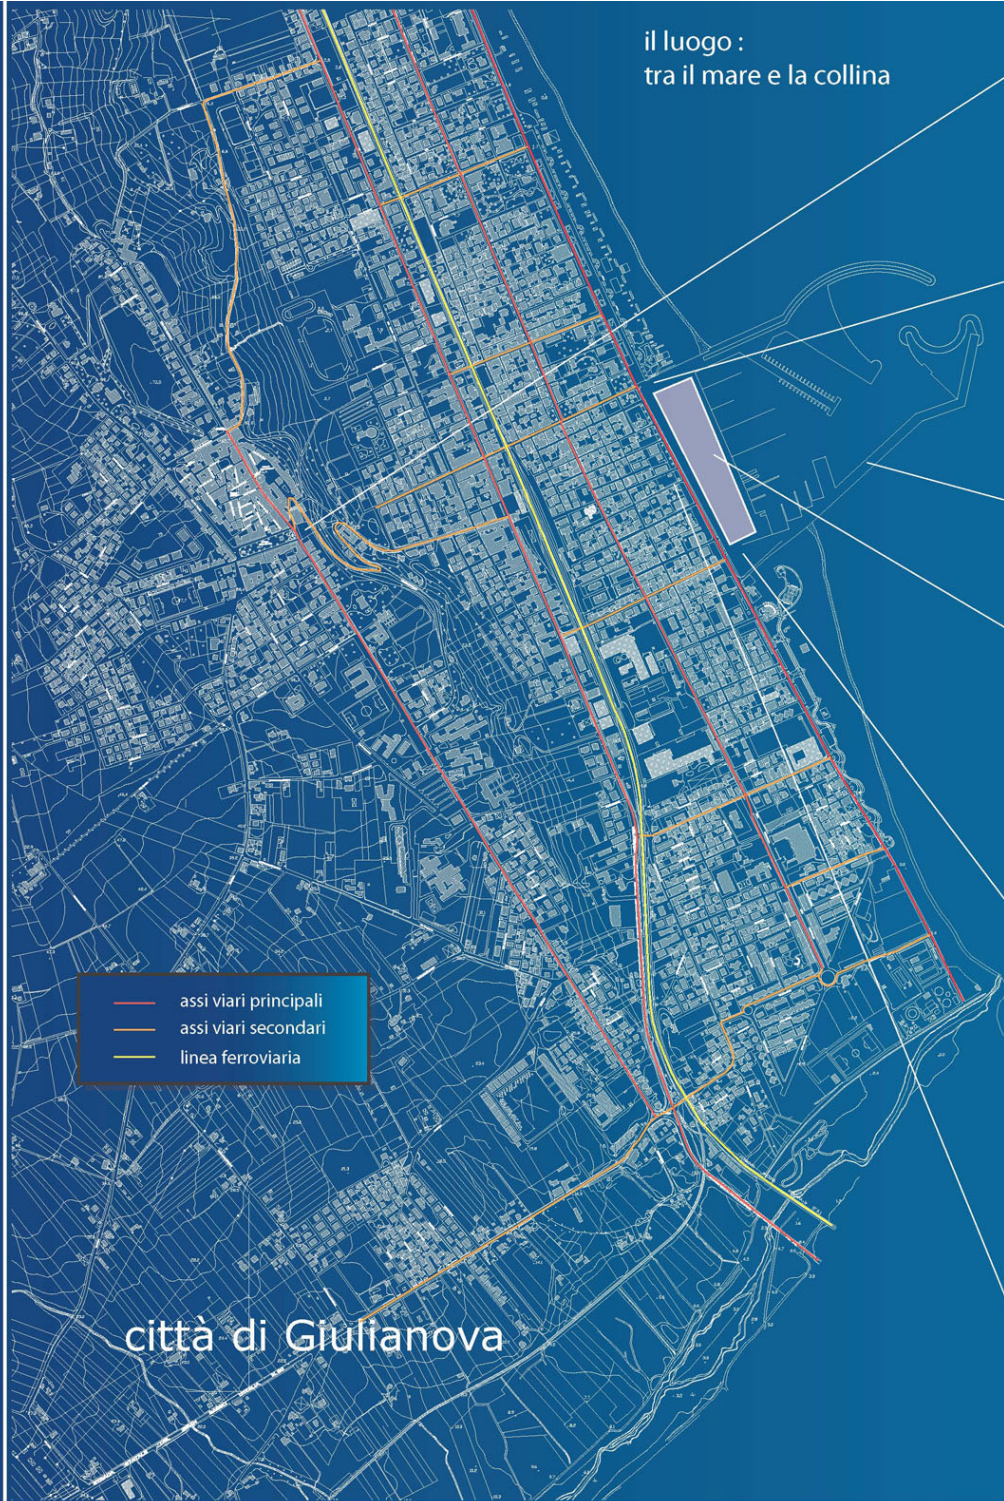 il luogo :
tra il mare e la collina
assi viari principali
assi viari secondari
linea ferroviaria
città di Giulianova